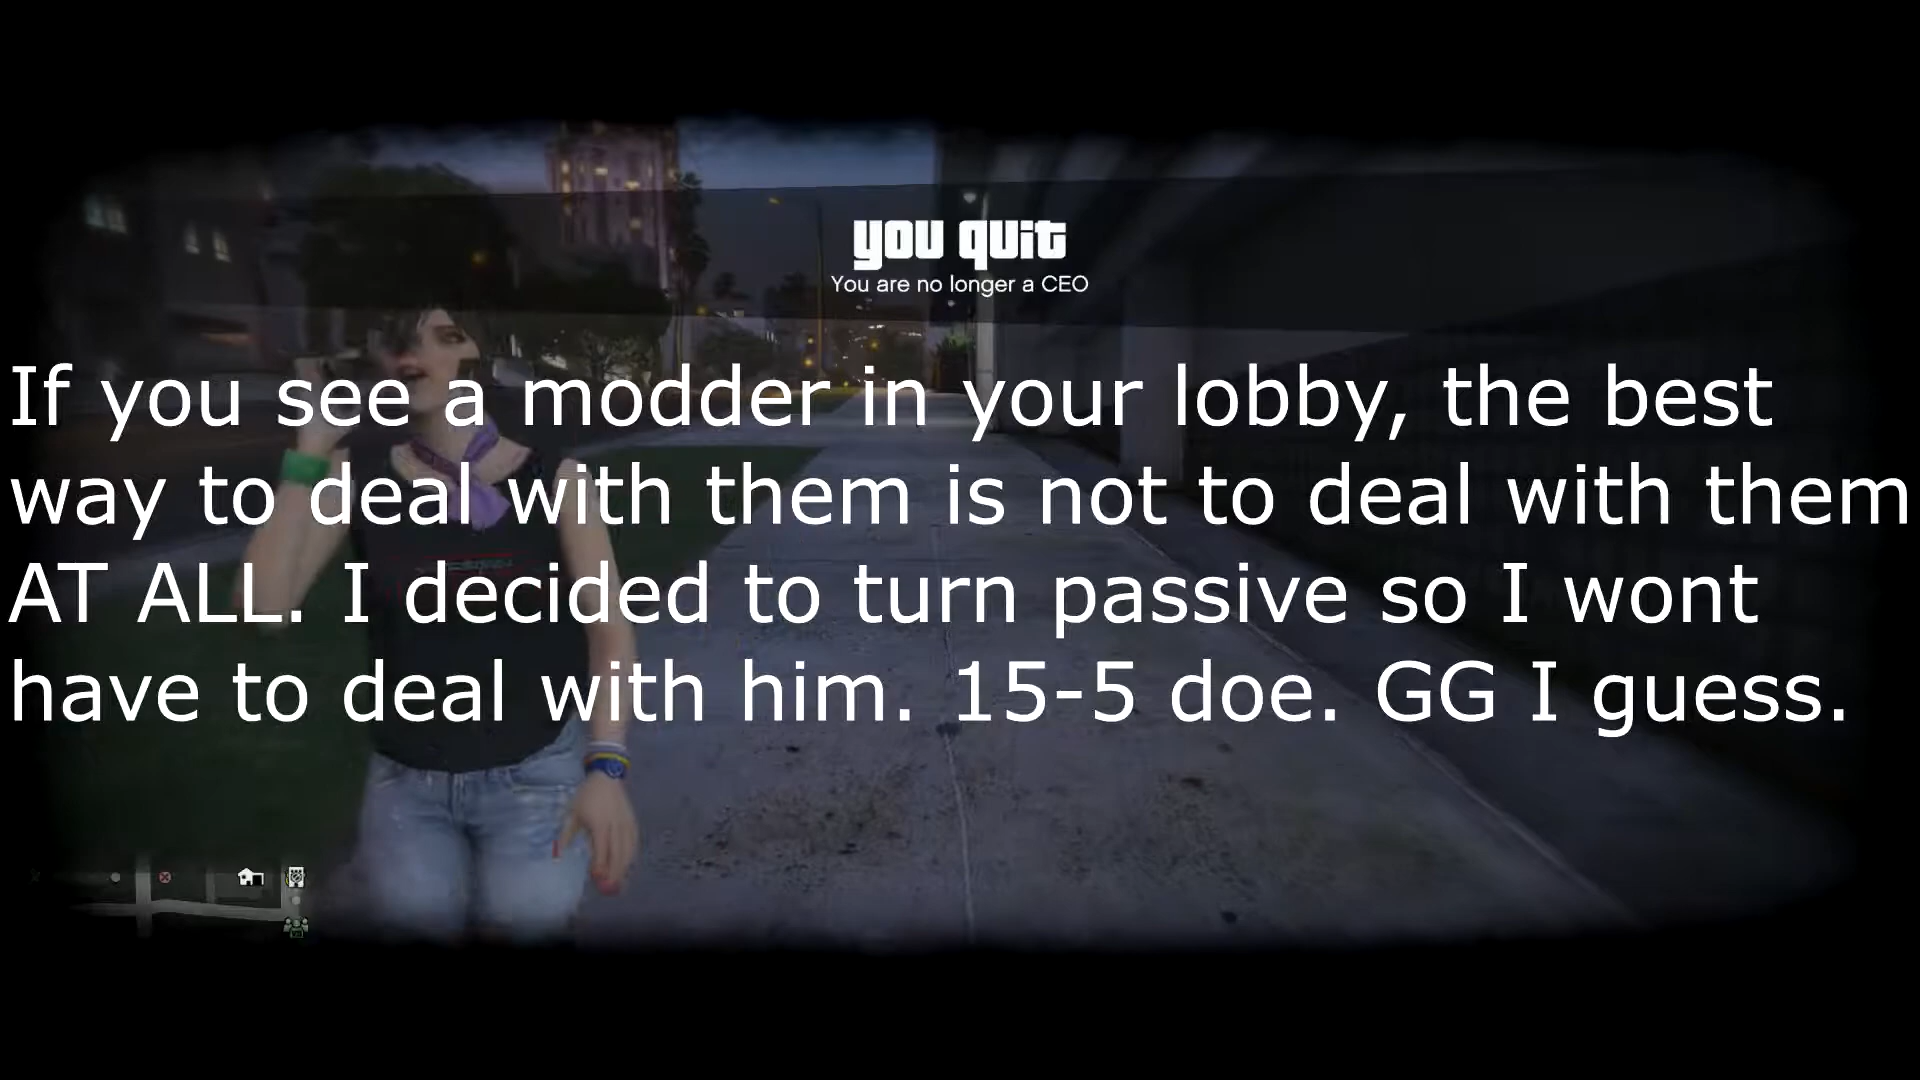 you quit
You are no longer a CEO
If you see a modder in your lobby, the best
way to deal with them is not to deal with them
AT ALL. I decided to turn passive so I wont
have to deal with him. 15-5 doe. GG I guess.